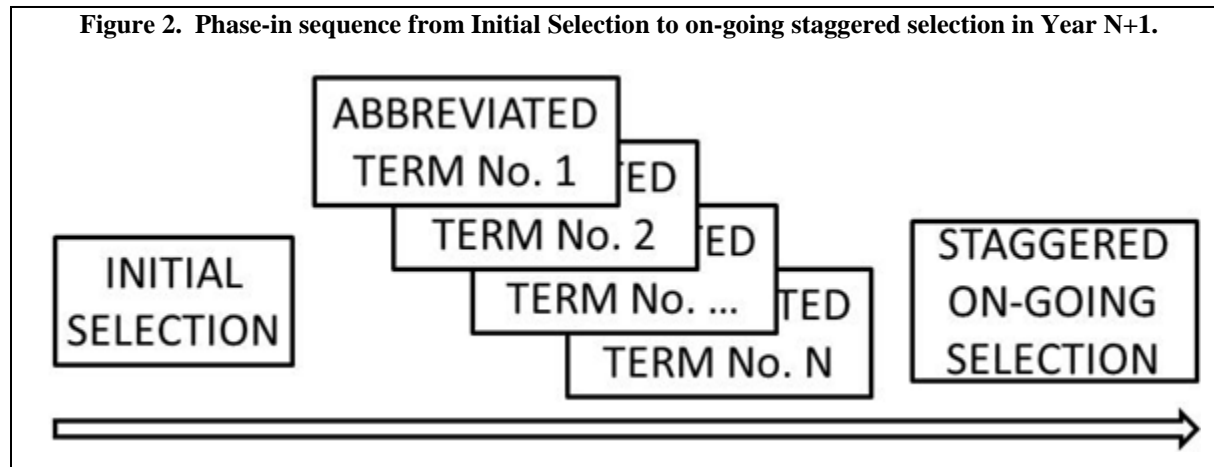 Figure 2.  Phase-in sequence from Initial Selection to on-going staggered selection in Year N+1.
ABBREVIATED
TERM No. 1
TED
TERM No. 2
TED
TERM No. ...
TED
TERM No. N
INITIAL
SELECTION
STAGGERED
ON-GOING
SELECTION